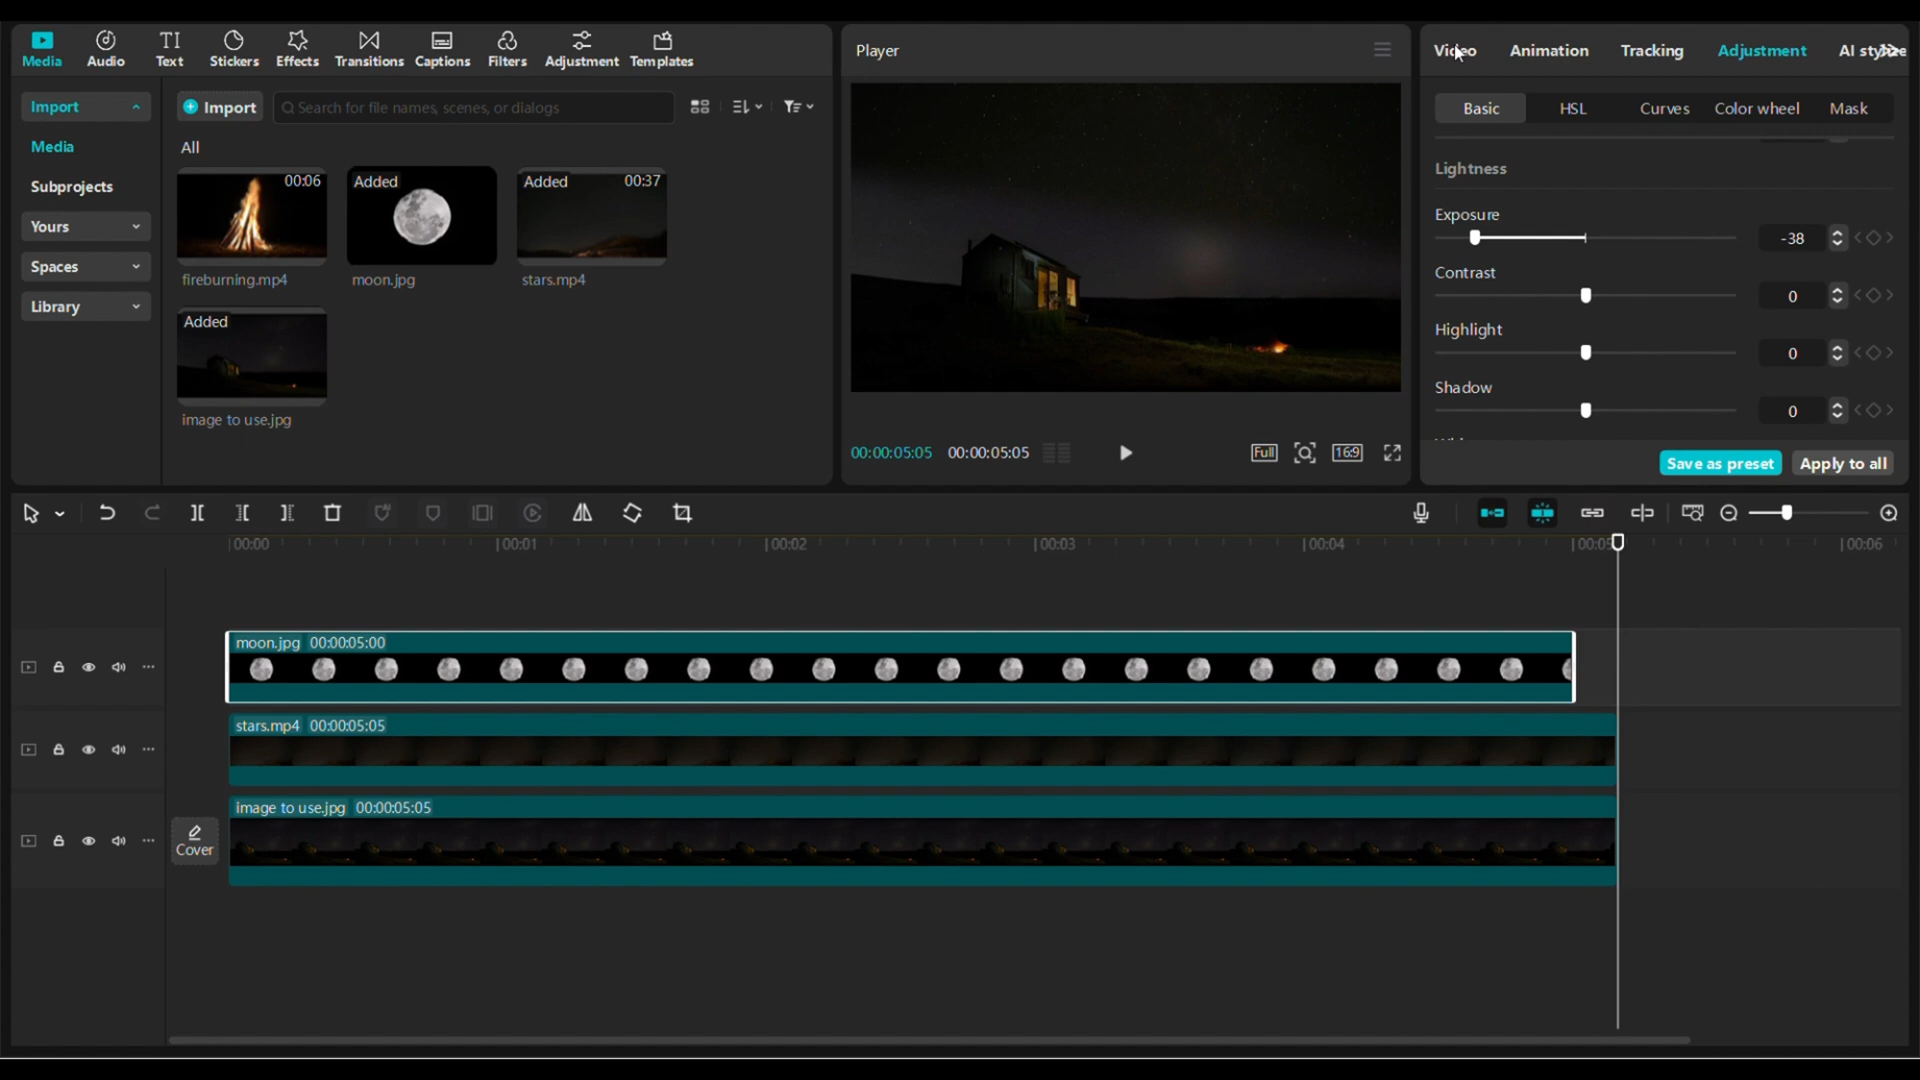 Media
Audio
Text
Stickers
Effects
Transitions
Captions
Filters
Adjustment
Templates
Import
Media
Subprojects
Yours
Spaces
Library
Import
Search for file names, scenes, or dialogs
All
00:06
fireburning.mp4
Added
moon.jpg
Added 00:37
stars.mp4
Added
image to use.jpg
Player
00:00:05:05 00:00:05:05
Full
16:9
Video Animation Tracking Adjustment
Basic HSL Curves Color wheel Mask
Lightness
Exposure
-38
Contrast
0
Highlight
0
Shadow
0
Save as preset Apply to all
00:00 00:01 00:02 00:03 00:04 00:05 00:06
moon.jpg 00:00:05:00
stars.mp4 00:00:05:05
image to use.jpg 00:00:05:05
Cover